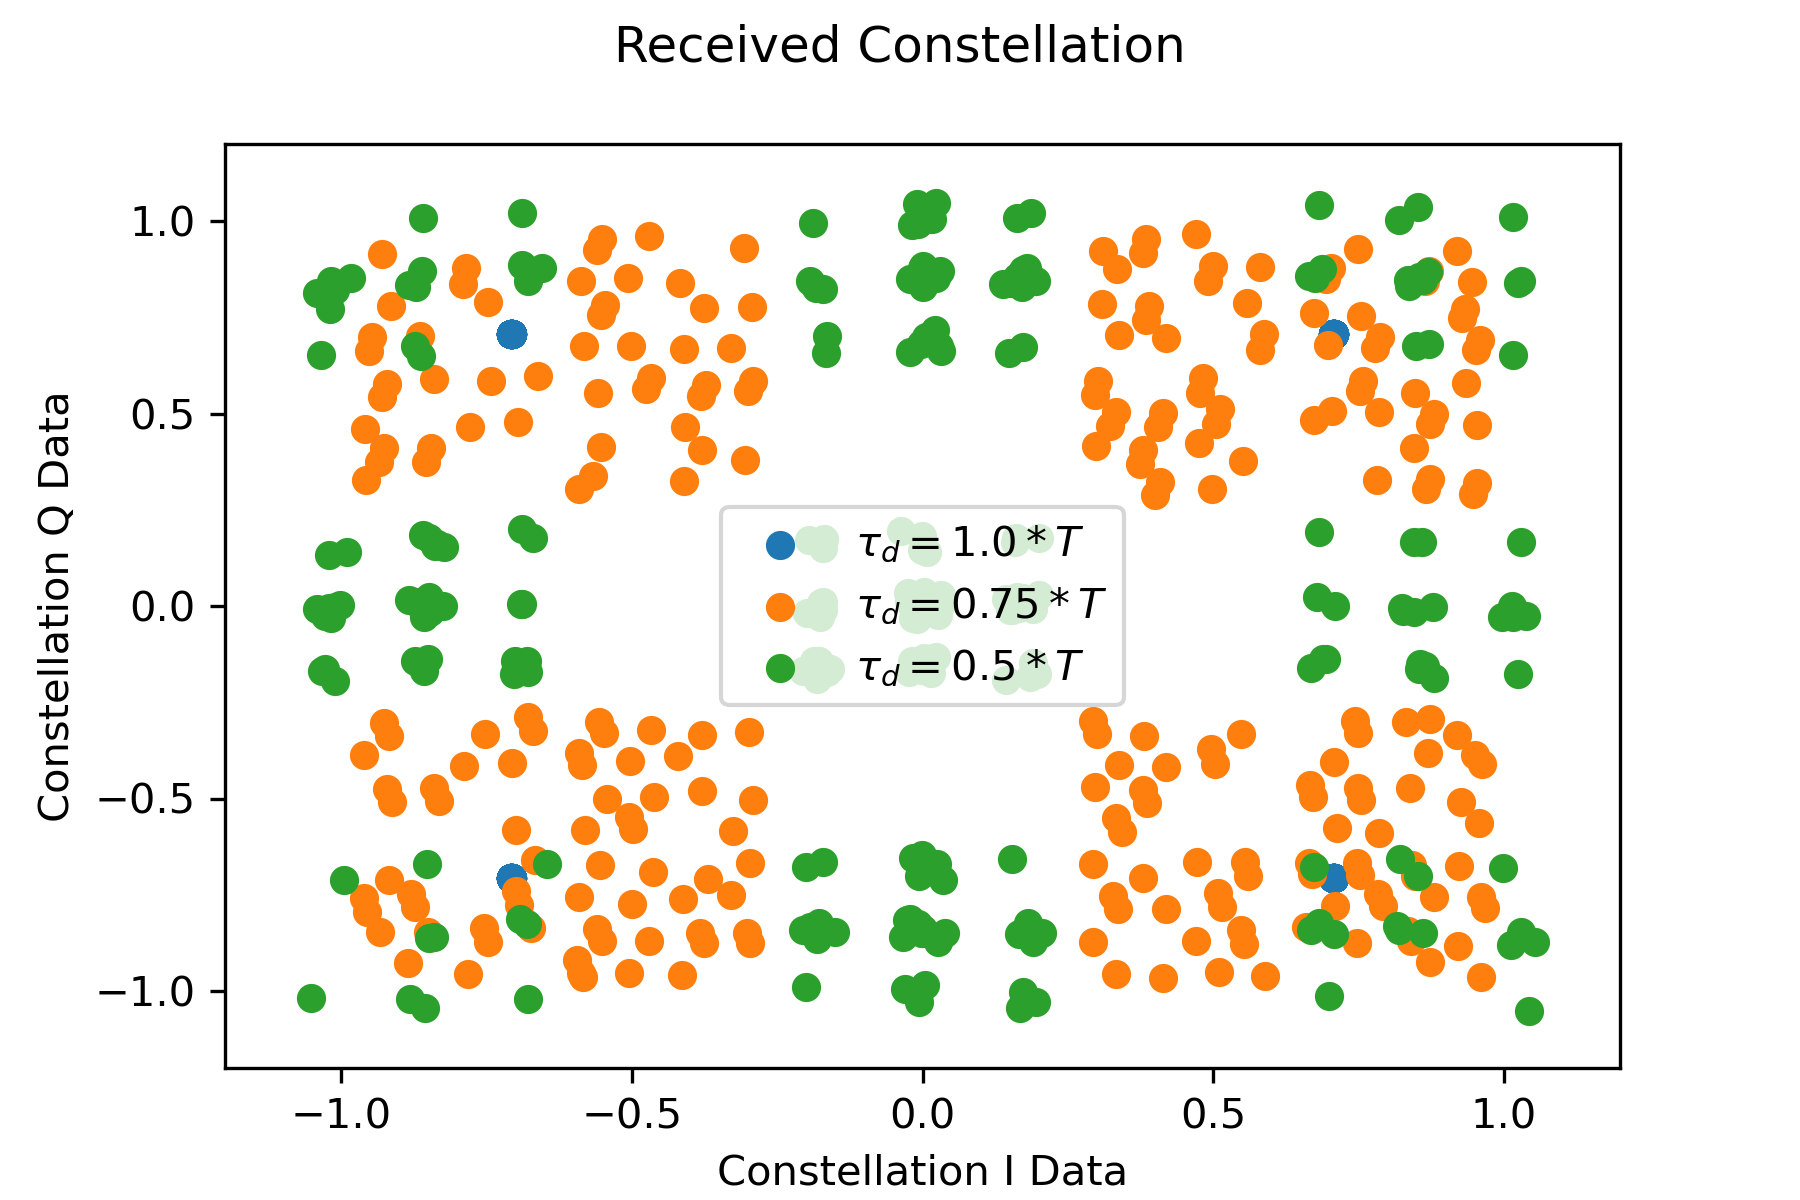 Received Constellation
Constellation Q Data
1.0
0.5
0.0
−0.5
−1.0
τd = 1.0 * T
τd = 0.75 * T
τd = 0.5 * T
−1.0 −0.5 0.0 0.5 1.0
Constellation I Data